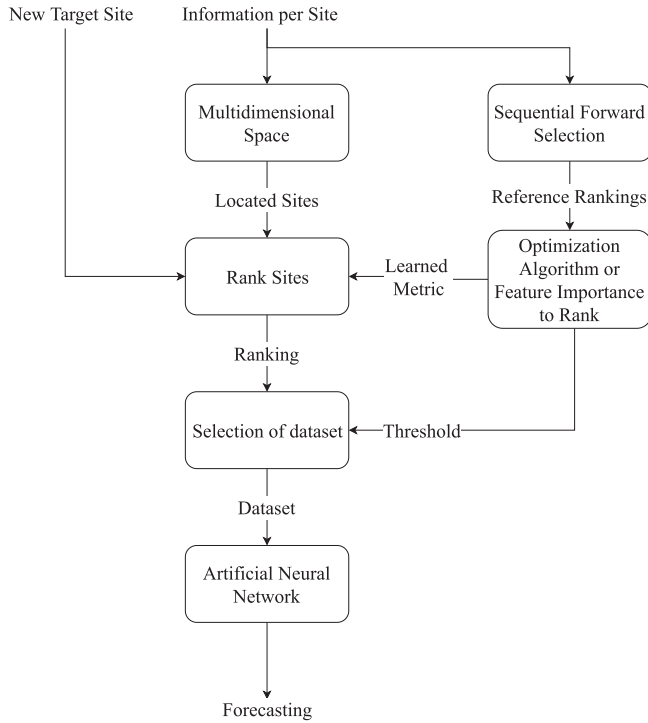 New Target Site
Information per Site
Multidimensional
Space
Sequential Forward
Selection
Located Sites
Reference Rankings
Rank Sites
Learned
Metric
Optimization
Algorithm or
Feature Importance
to Rank
Ranking
Selection of dataset
Threshold
Dataset
Artificial Neural
Network
Forecasting